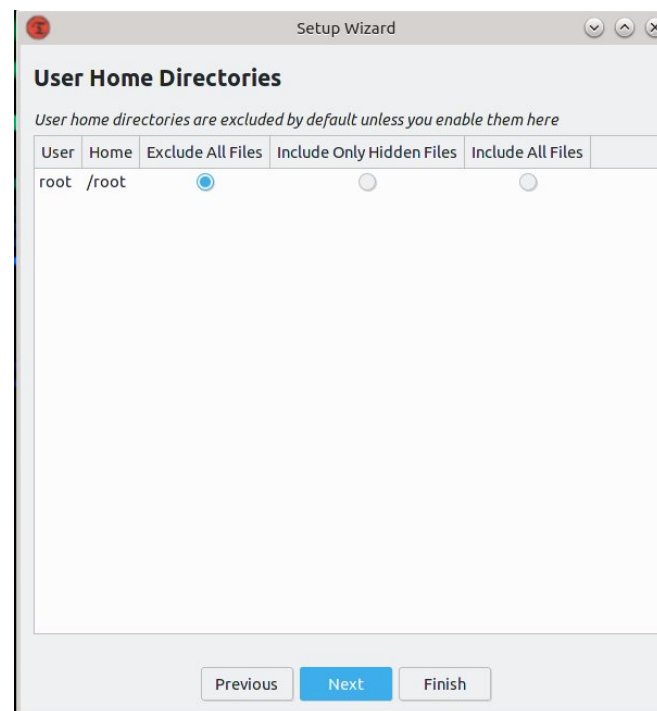 Setup Wizard
User Home Directories
User home directories are excluded by default unless you enable them here
User Home Exclude All Files Include Only Hidden Files Include All Files
root /root
Previous Next Finish